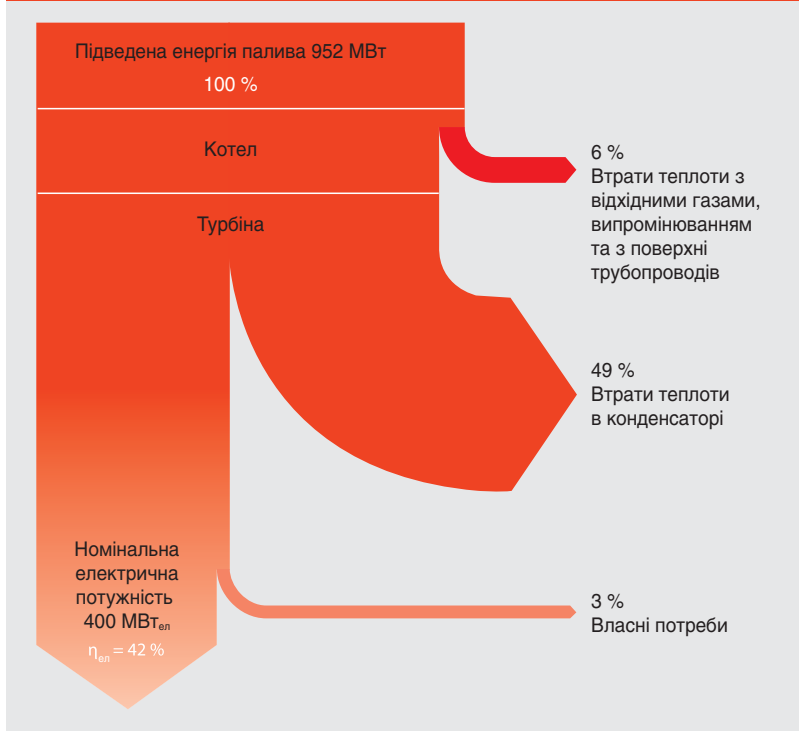 Підведена енергія палива 952 МВт
100 %
Котел
6 %
Втрати теплоти з
відхідними газами,
випромінюванням
та з поверхні
трубопроводів
Турбіна
49 %
Втрати теплоти
в конденсаторі
Номінальна
електрична
потужність
400 МВтел
ηел = 42 %
3 %
Власні потреби